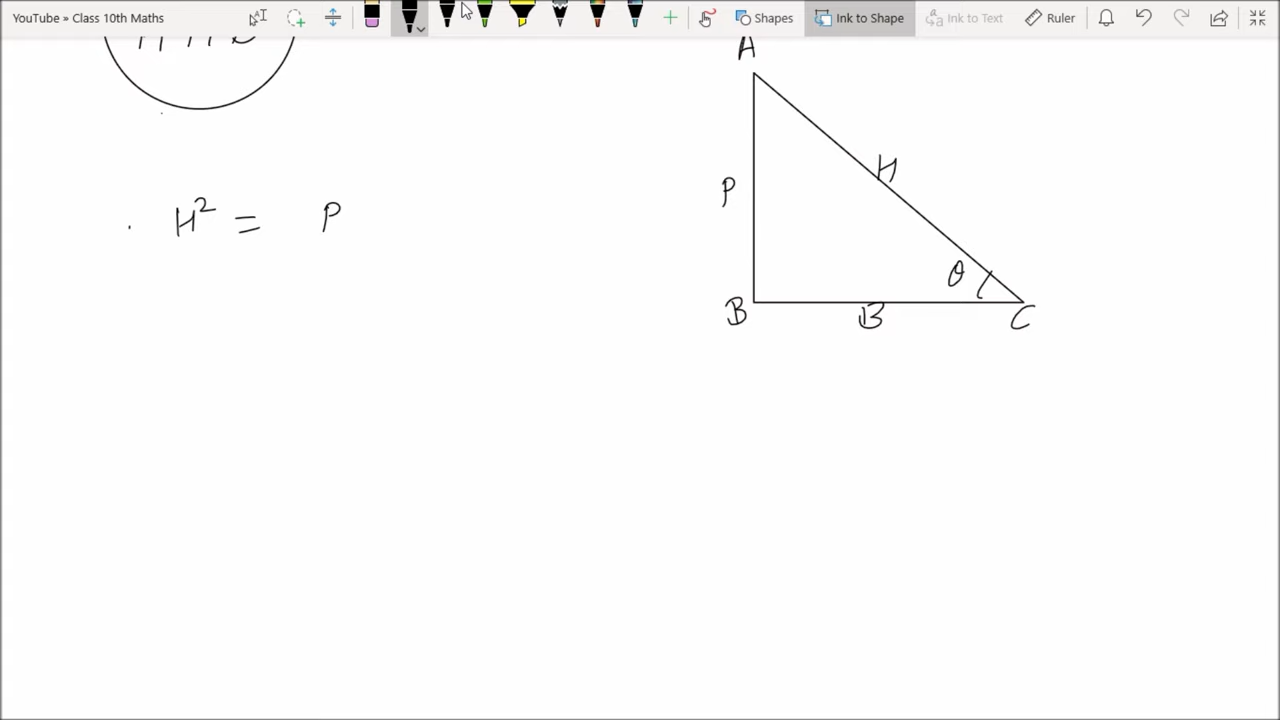 YouTube » Class 10th Maths
Shapes
Ink to Shape
Ink to Text
Ruler
A
H
P
H² = P
θ
B
B
C